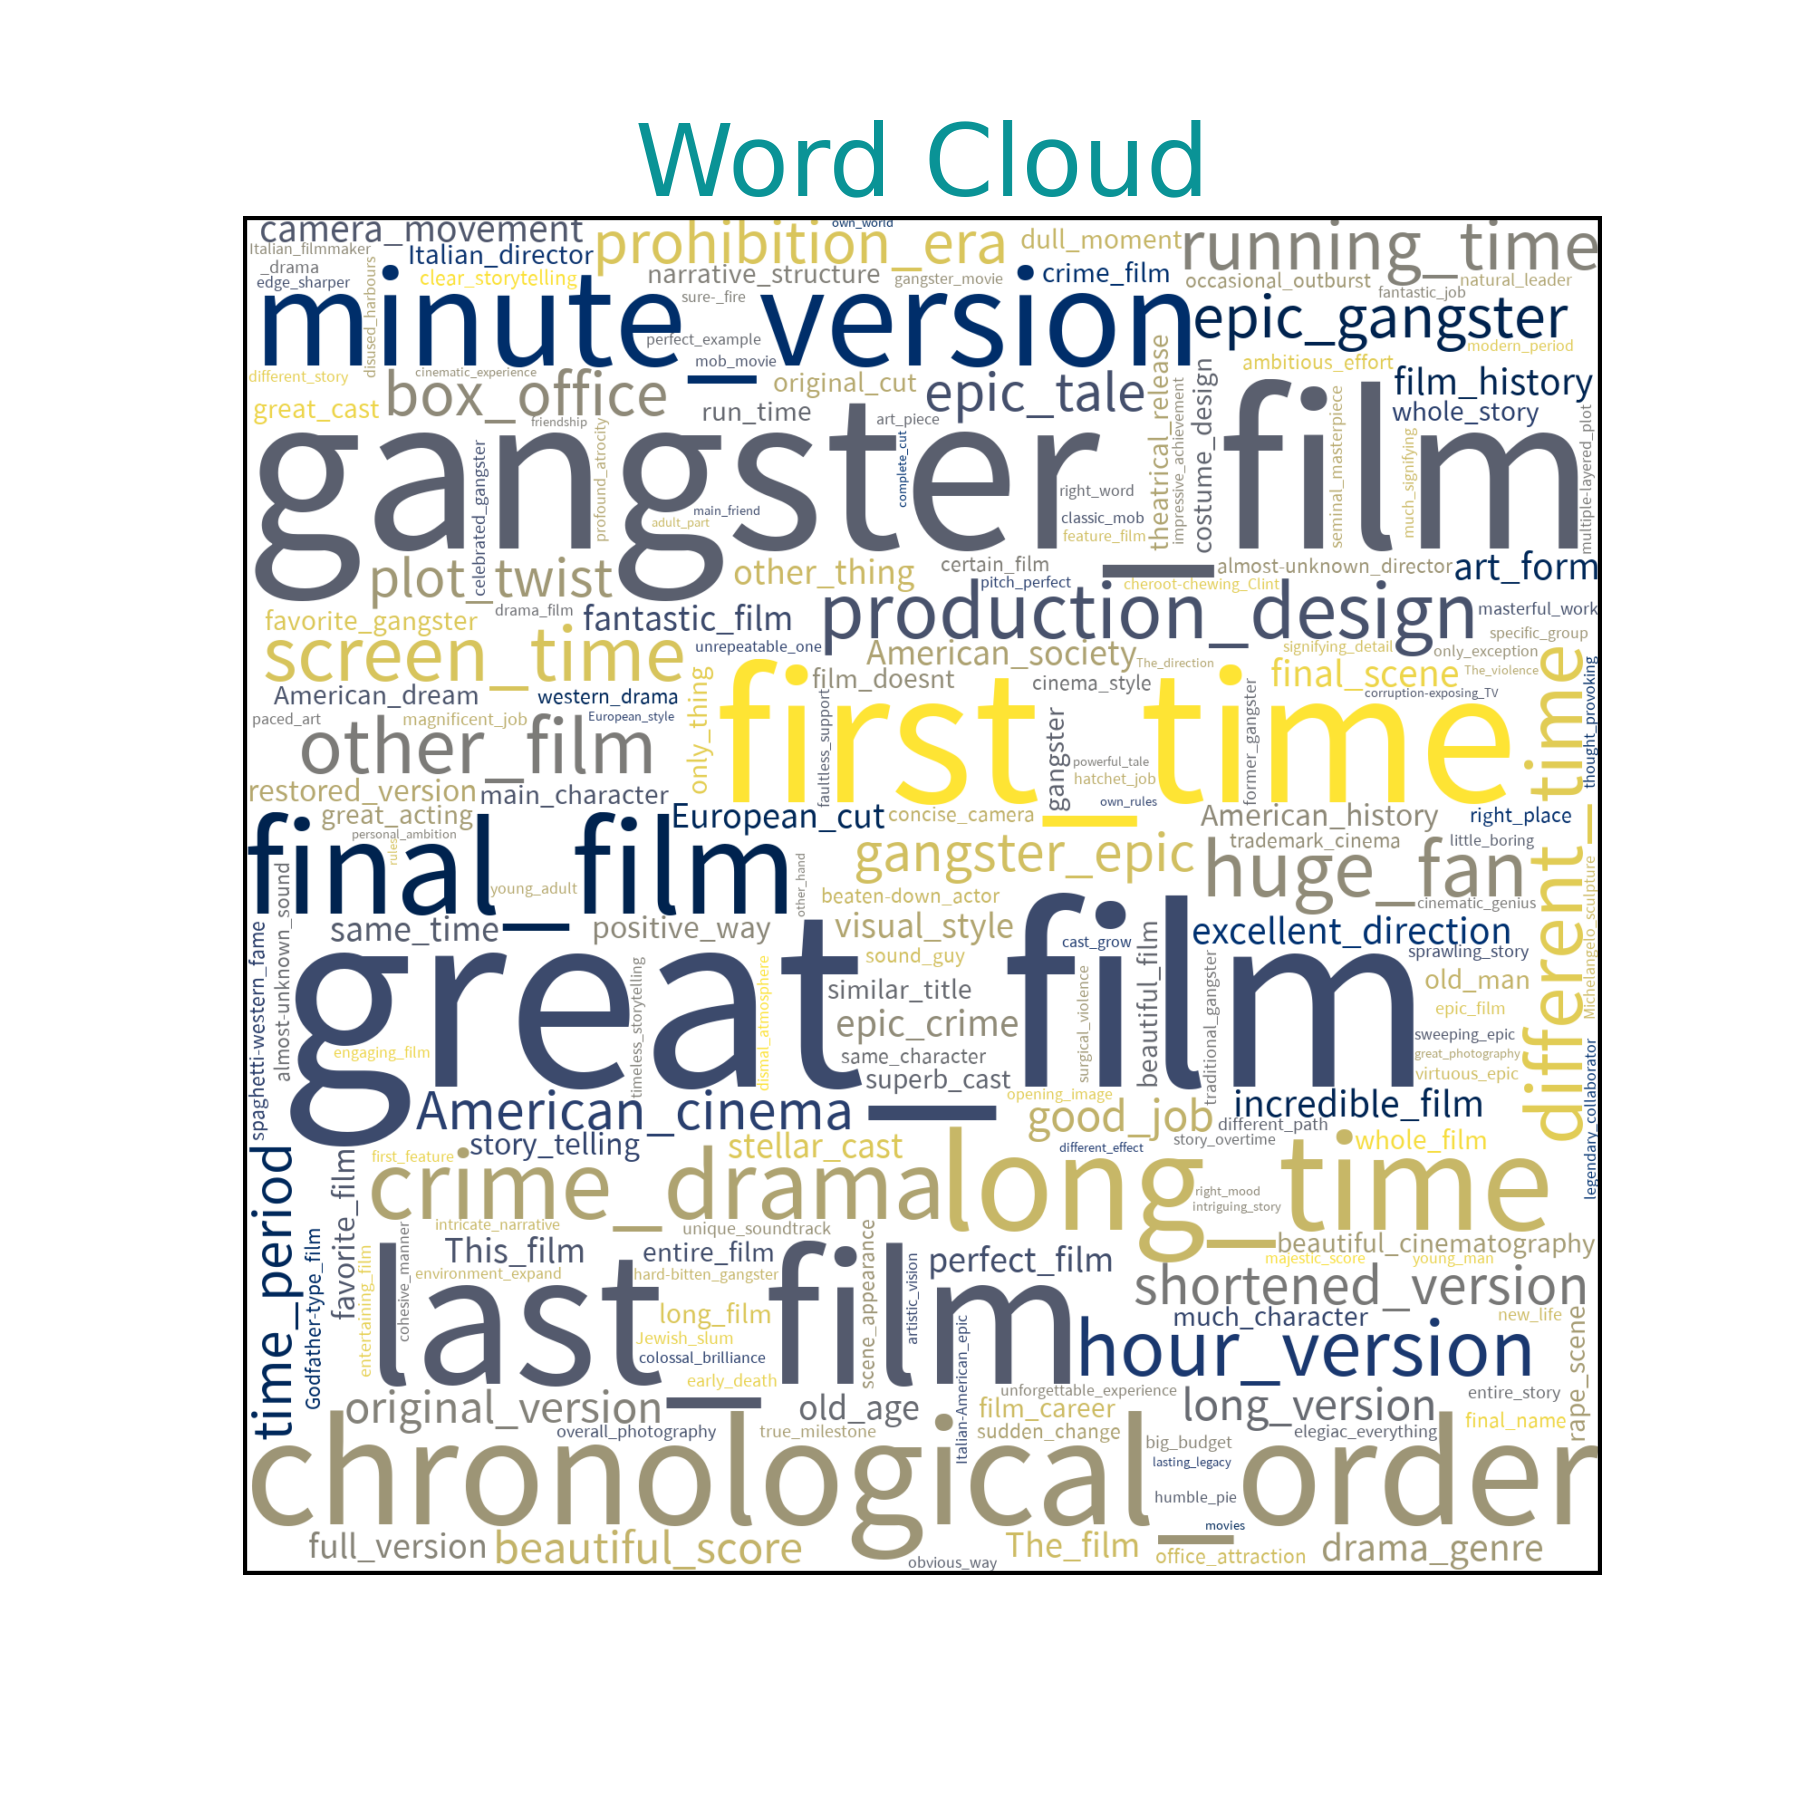 Word Cloud
camera_movement
own_world
Italian_filmmaker
Italian_director
prohibition_era
dull_moment
running_time
_drama
edge_sharper
disused_harbours
clear_storytelling
narrative_structure
gangster_movie
crime_film
occasional_outburst
natural_leader
sure-_fire
fantastic_job
minute_version
epic_gangster
perfect_example
mob_movie
modern_period
different_story
cinematic_experience
box_office
original_cut
epic_tale
theatrical_release
impressive_achievement
costume_design
ambitious_effort
film_history
great_cast
run_time
art_piece
whole_story
friendship
gangster_film
celebrated_gangster
profound_atrocity
complete_cut
right_word
main_friend
adult_part
classic_mob
feature_film
seminal_masterpiece
much_signifying
multiple-layered_plot
plot_twist
other_thing
certain_film
pitch_perfect
almost-unknown_director
cheroot-chewing_Clint
art_form
drama_film
favorite_gangster
fantastic_film
production_design
masterful_work
specific_group
screen_time
unrepeatable_one
American_society
The_direction
signifying_detail
only_exception
final_scene
The_violence
American_dream
western_drama
only_thing
film_doesnt
cinema_style
corruption-exposing_TV
paced_art
magnificent_job
European_style
first_time
faultless_support
gangster
powerful_tale
hatchet_job
own_rules
former_gangster
different_time
thought_provoking
other_film
restored_version
main_character
great_acting
personal_ambition
rules
European_cut
concise_camera
American_history
right_place
final_film
young_adult
other_hand
gangster_epic
trademark_cinema
little_boring
huge_fan
cinematic_genius
Michelangelo_sculpture
beaten-down_actor
same_time
positive_way
visual_style
cast_grow
beautiful_film
excellent_direction
sprawling_story
spaghetti-western_fame
almost-unknown_sound
great_film
timeless_storytelling
dismal_atmosphere
sound_guy
similar_title
epic_crime
surgical_violence
traditional_gangster
old_man
epic_film
sweeping_epic
great_photography
virtuous_epic
engaging_film
same_character
superb_cast
opening_image
American_cinema
good_job
incredible_film
different_path
legendary_collaborator
story_telling
stellar_cast
different_effect
story_overtime
whole_film
time_period
favorite_film
first_feature
crime_drama
long_time
right_mood
intriguing_story
intricate_narrative
unique_soundtrack
Godfather-type_film
entertaining_film
cohesive_manner
This_film
entire_film
scene_appearance
artistic_vision
perfect_film
beautiful_cinematography
majestic_score
young_man
environment_expand
hard-bitten_gangster
last_film
long_film
Jewish_slum
colossal_brilliance
early_death
Italian-American_epic
shortened_version
much_character
new_life
rape_scene
hour_version
original_version
old_age
unforgettable_experience
film_career
long_version
entire_story
overall_photography
true_milestone
sudden_change
elegiac_everything
final_name
chronological_order
big_budget
lasting_legacy
humble_pie
movies
full_version
beautiful_score
obvious_way
The_film
office_attraction
drama_genre